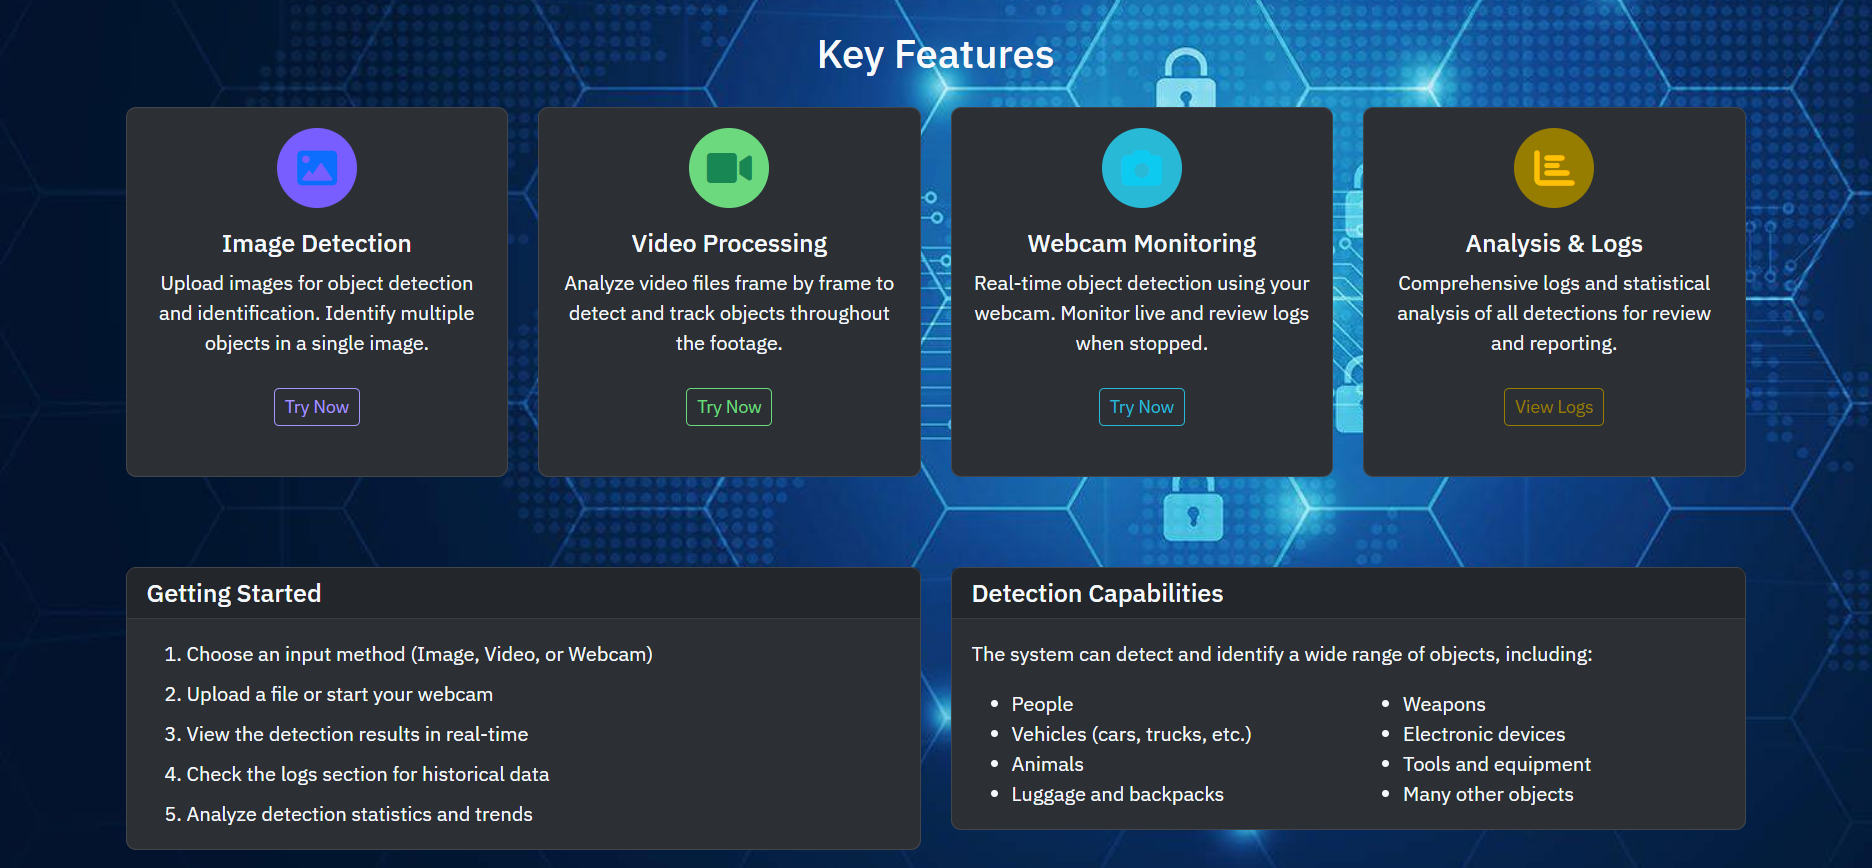 Key Features
Image Detection
Upload images for object detection
and identification. Identify multiple
objects in a single image.
Try Now
Video Processing
Analyze video files frame by frame to
detect and track objects throughout
the footage.
Try Now
Webcam Monitoring
Real-time object detection using your
webcam. Monitor live and review logs
when stopped.
Try Now
Analysis & Logs
Comprehensive logs and statistical
analysis of all detections for review
and reporting.
View Logs
Getting Started
1. Choose an input method (Image, Video, or Webcam)
2. Upload a file or start your webcam
3. View the detection results in real-time
4. Check the logs section for historical data
5. Analyze detection statistics and trends
Detection Capabilities
The system can detect and identify a wide range of objects, including:
• People
• Vehicles (cars, trucks, etc.)
• Animals
• Luggage and backpacks
• Weapons
• Electronic devices
• Tools and equipment
• Many other objects